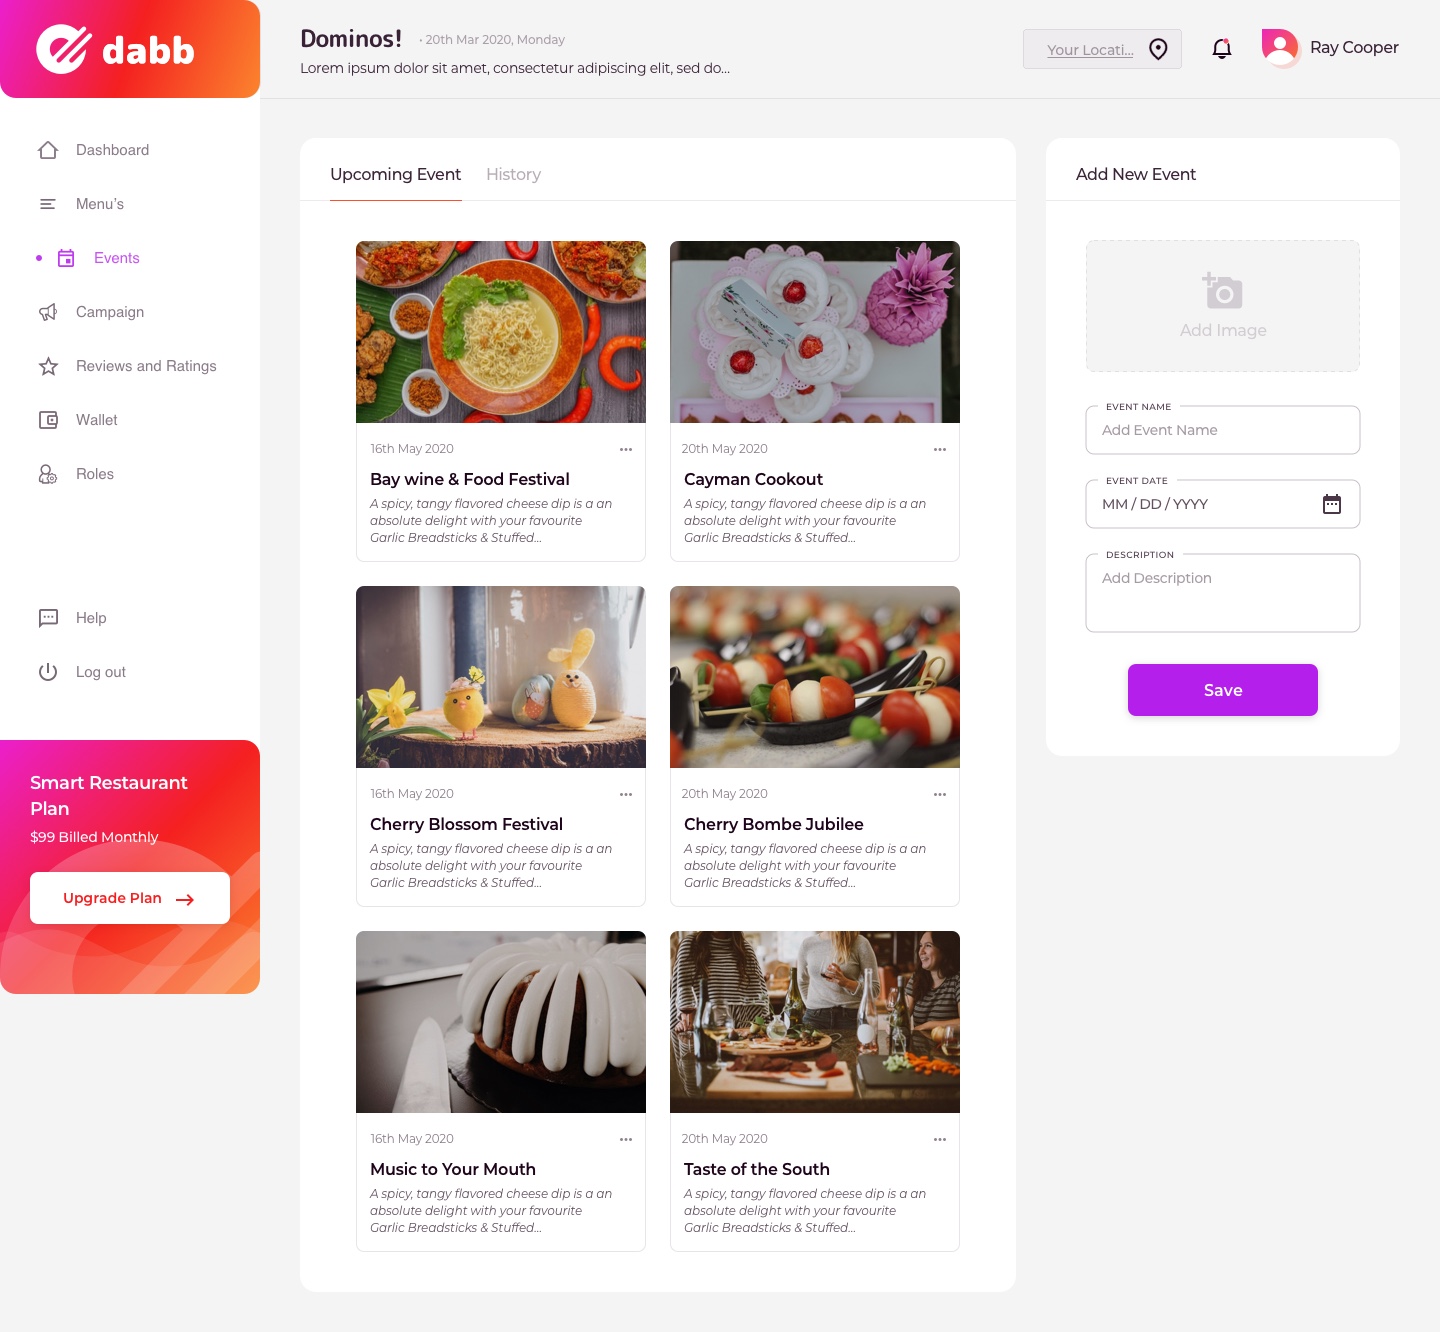 dabb
Dominos!
• 20th Mar 2020, Monday
Lorem ipsum dolor sit amet, consectetur adipiscing elit, sed do...
Your Locati...
Ray Cooper
Dashboard
Menu's
Events
Campaign
Reviews and Ratings
Wallet
Roles
Help
Log out
Smart Restaurant
Plan
$99 Billed Monthly
Upgrade Plan
Upcoming Event
History
16th May 2020
Bay wine & Food Festival
A spicy, tangy flavored cheese dip is a an
absolute delight with your favourite
Garlic Breadsticks & Stuffed...
20th May 2020
Cayman Cookout
A spicy, tangy flavored cheese dip is a an
absolute delight with your favourite
Garlic Breadsticks & Stuffed...
16th May 2020
Cherry Blossom Festival
A spicy, tangy flavored cheese dip is a an
absolute delight with your favourite
Garlic Breadsticks & Stuffed...
20th May 2020
Cherry Bombe Jubilee
A spicy, tangy flavored cheese dip is a an
absolute delight with your favourite
Garlic Breadsticks & Stuffed...
16th May 2020
Music to Your Mouth
A spicy, tangy flavored cheese dip is a an
absolute delight with your favourite
Garlic Breadsticks & Stuffed...
20th May 2020
Taste of the South
A spicy, tangy flavored cheese dip is a an
absolute delight with your favourite
Garlic Breadsticks & Stuffed...
Add New Event
Add Image
EVENT NAME
Add Event Name
EVENT DATE
MM / DD / YYYY
DESCRIPTION
Add Description
Save